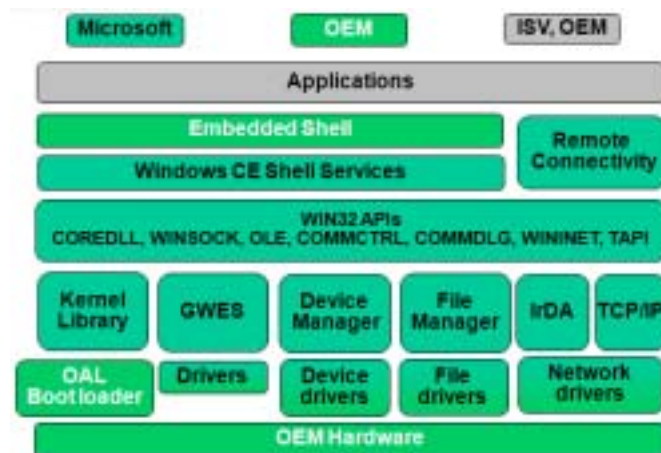 Microsoft
OEM
ISV, OEM
Applications
Embedded Shell
Remote
Connectivity
Windows CE Shell Services
WIN32 APIs
COREDLL, WINSOCK, OLE, COMMCTRL, COMMDLG, WININET, TAPI
Kernel
Library
GWES
Device
Manager
File
Manager
IrDA
TCP/IP
OAL
Bootloader
Drivers
Device
drivers
File
drivers
Network
drivers
OEM Hardware